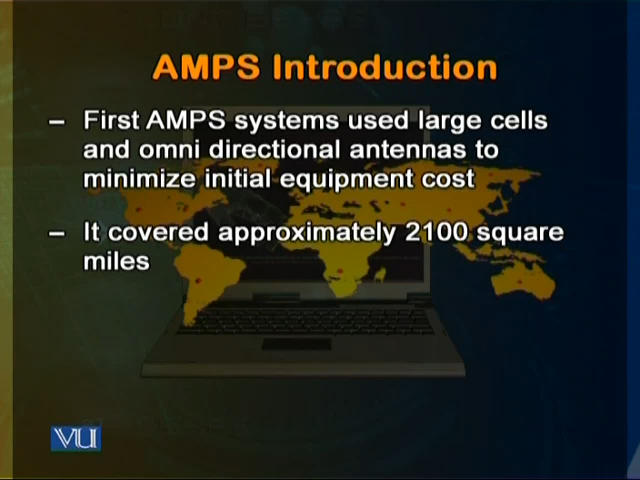 AMPS Introduction
– First AMPS systems used large cells
and omni directional antennas to
minimize initial equipment cost
– It covered approximately 2100 square
miles
VU